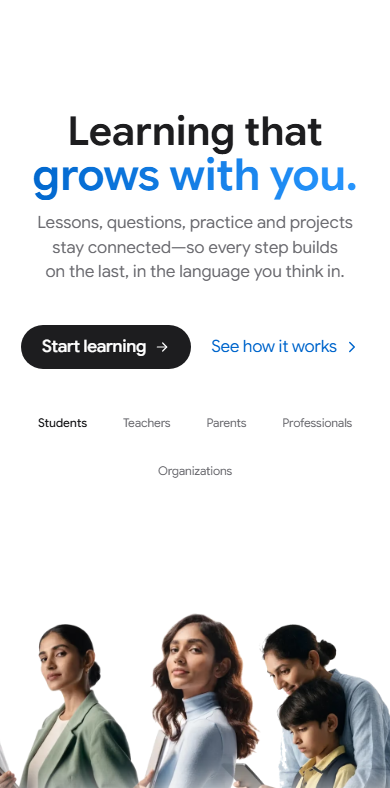 Learning that
grows with you.
Lessons, questions, practice and projects
stay connected—so every step builds
on the last, in the language you think in.
Start learning →
See how it works >
Students Teachers Parents Professionals
Organizations